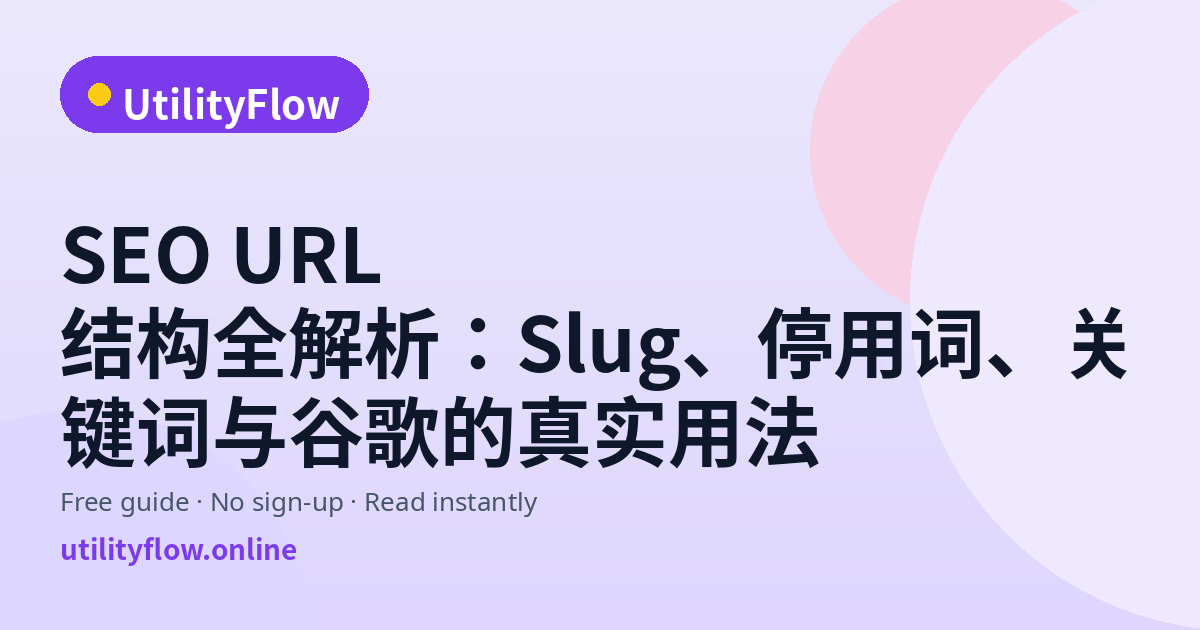 UtilityFlow
SEO URL
结构全解析：Slug、停用词、关
键词与谷歌的真实用法
Free guide · No sign-up · Read instantly
utilityflow.online